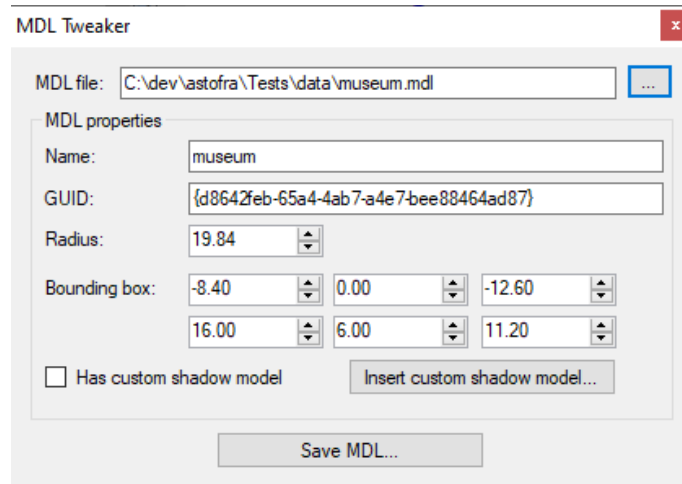 MDL Tweaker
x
MDL file: C:\dev\astofra\Tests\data\museum.mdl ...
MDL properties
Name: museum
GUID: {d8642feb-65a4-4ab7-a4e7-bee88464ad87}
Radius: 19.84
Bounding box: -8.40 0.00 -12.60
16.00 6.00 11.20
Has custom shadow model Insert custom shadow model...
Save MDL...